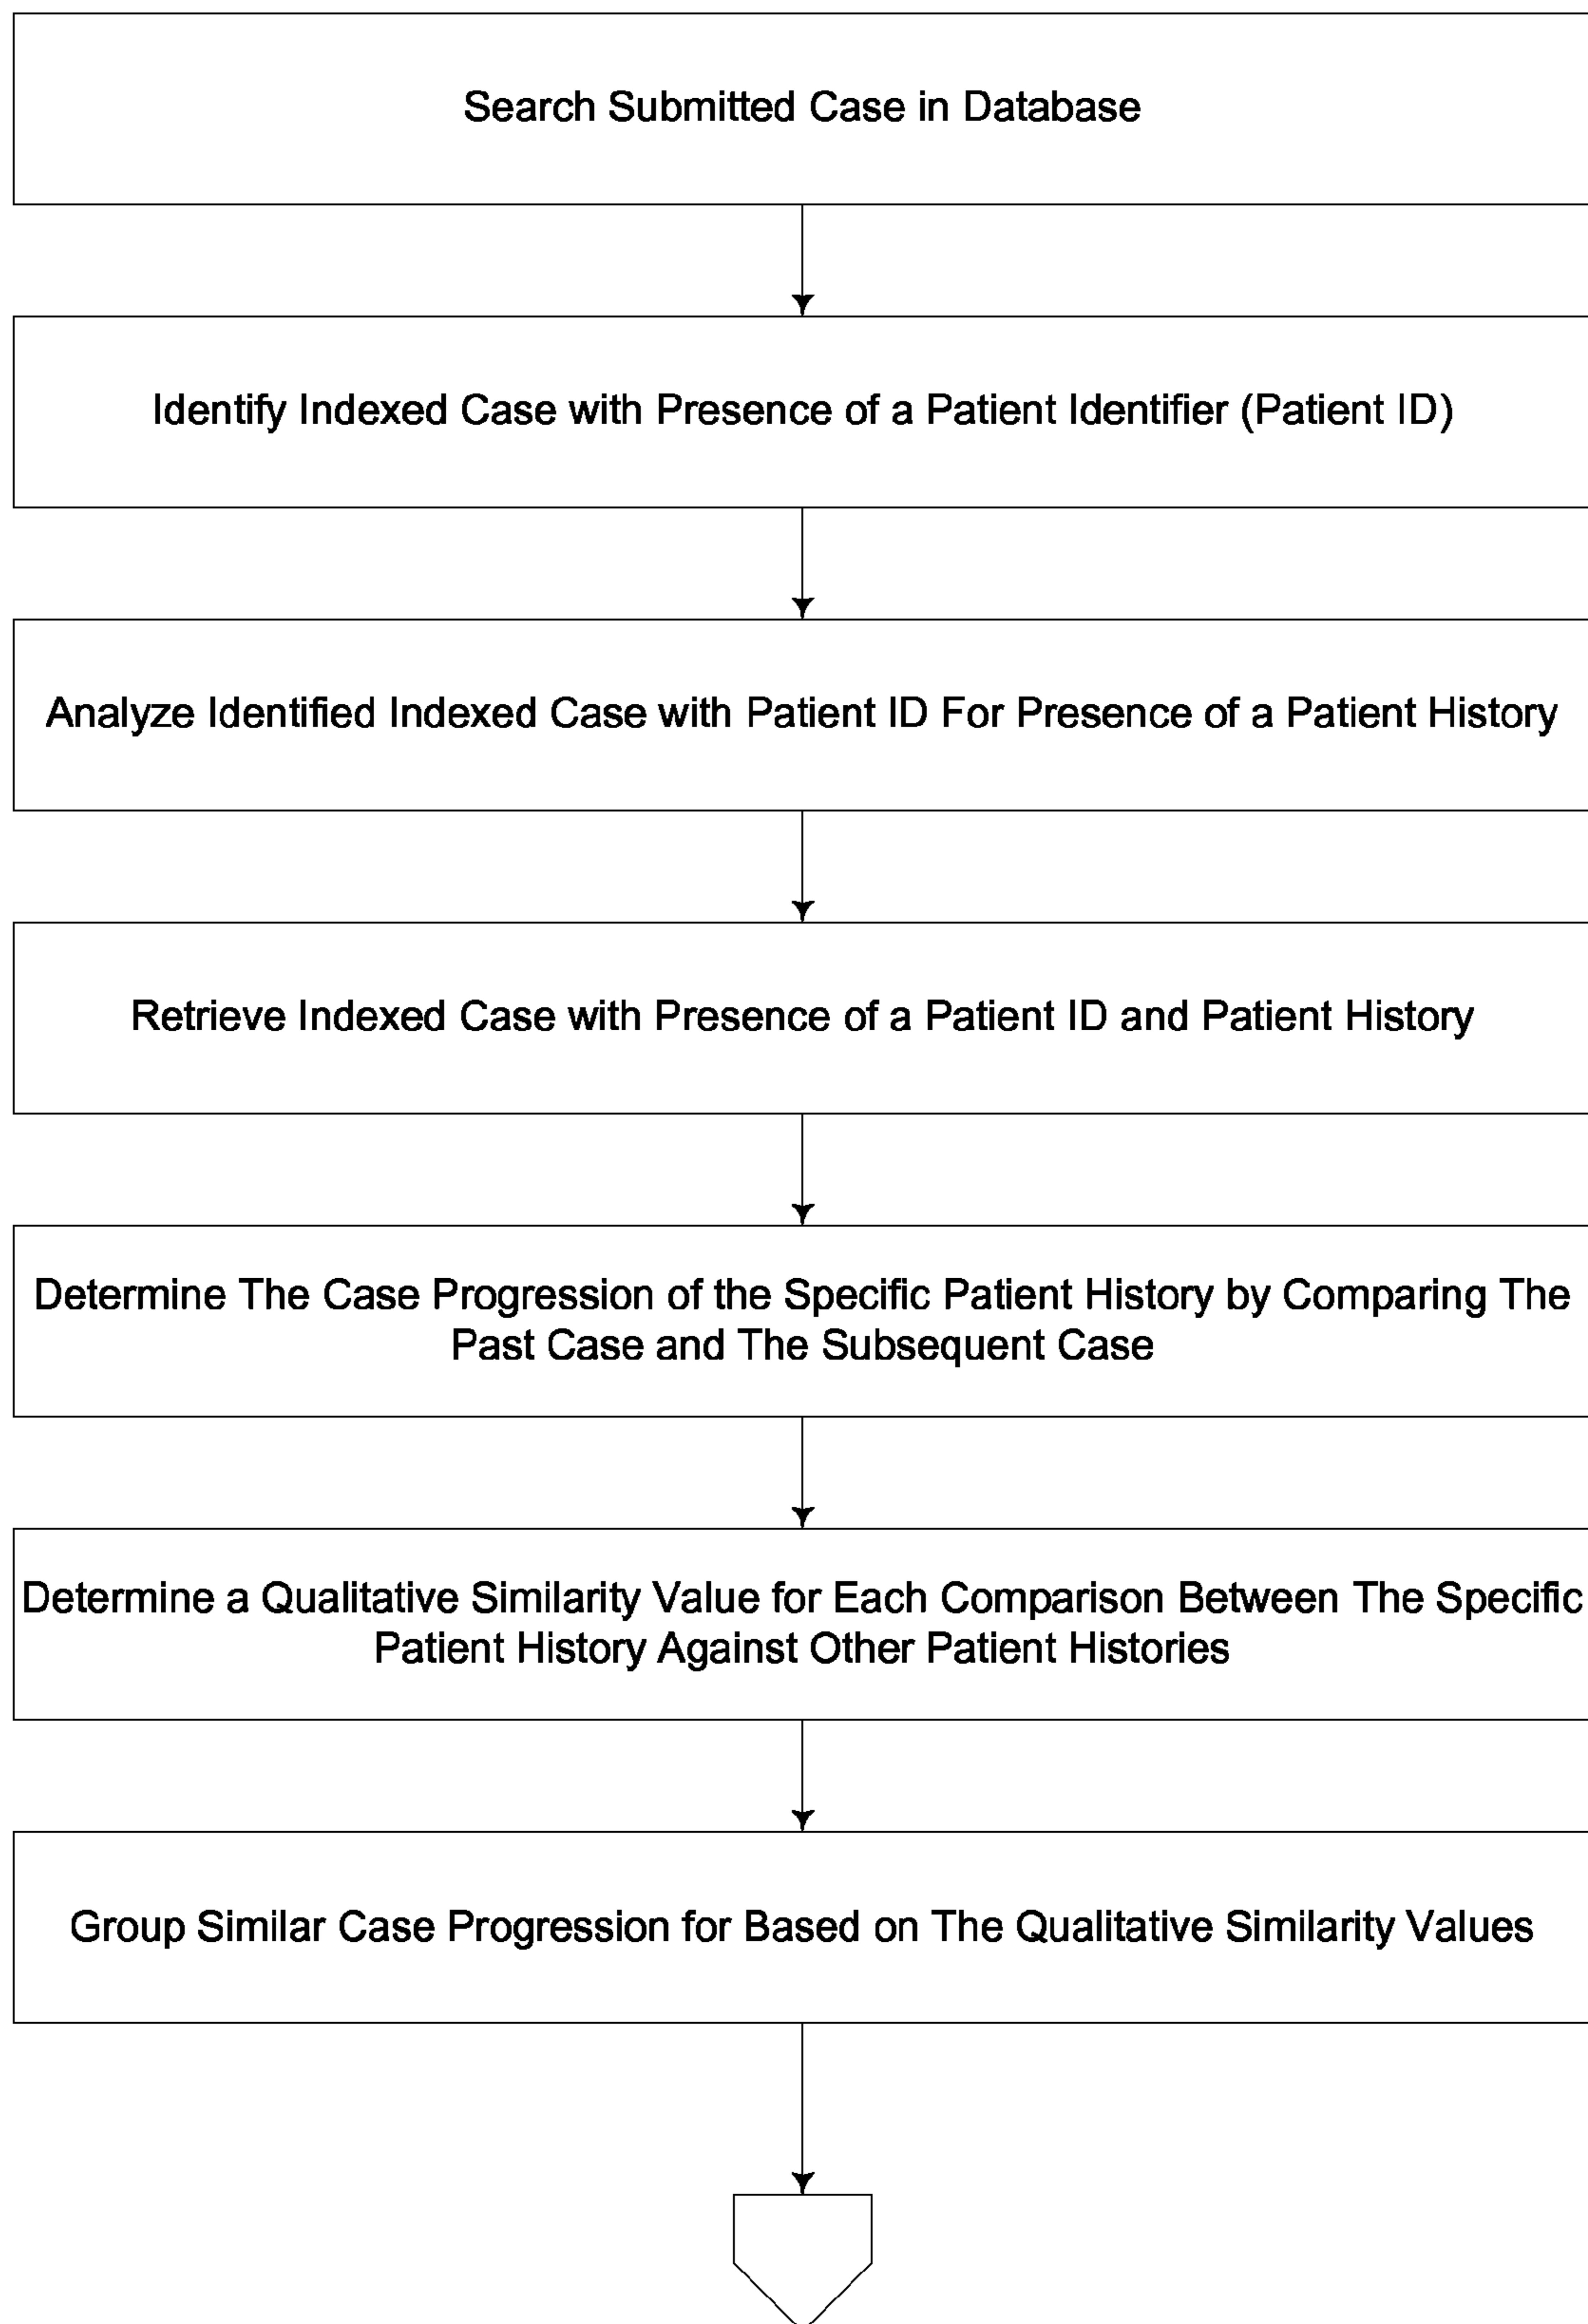 Search Submitted Case in Database
Identify Indexed Case with Presence of a Patient Identifier (Patient ID)
Analyze Identified Indexed Case with Patient ID For Presence of a Patient History
Retrieve Indexed Case with Presence of a Patient ID and Patient History
Determine The Case Progression of the Specific Patient History by Comparing The
Past Case and The Subsequent Case
Determine a Qualitative Similarity Value for Each Comparison Between The Specific
Patient History Against Other Patient Histories
Group Similar Case Progression for Based on The Qualitative Similarity Values